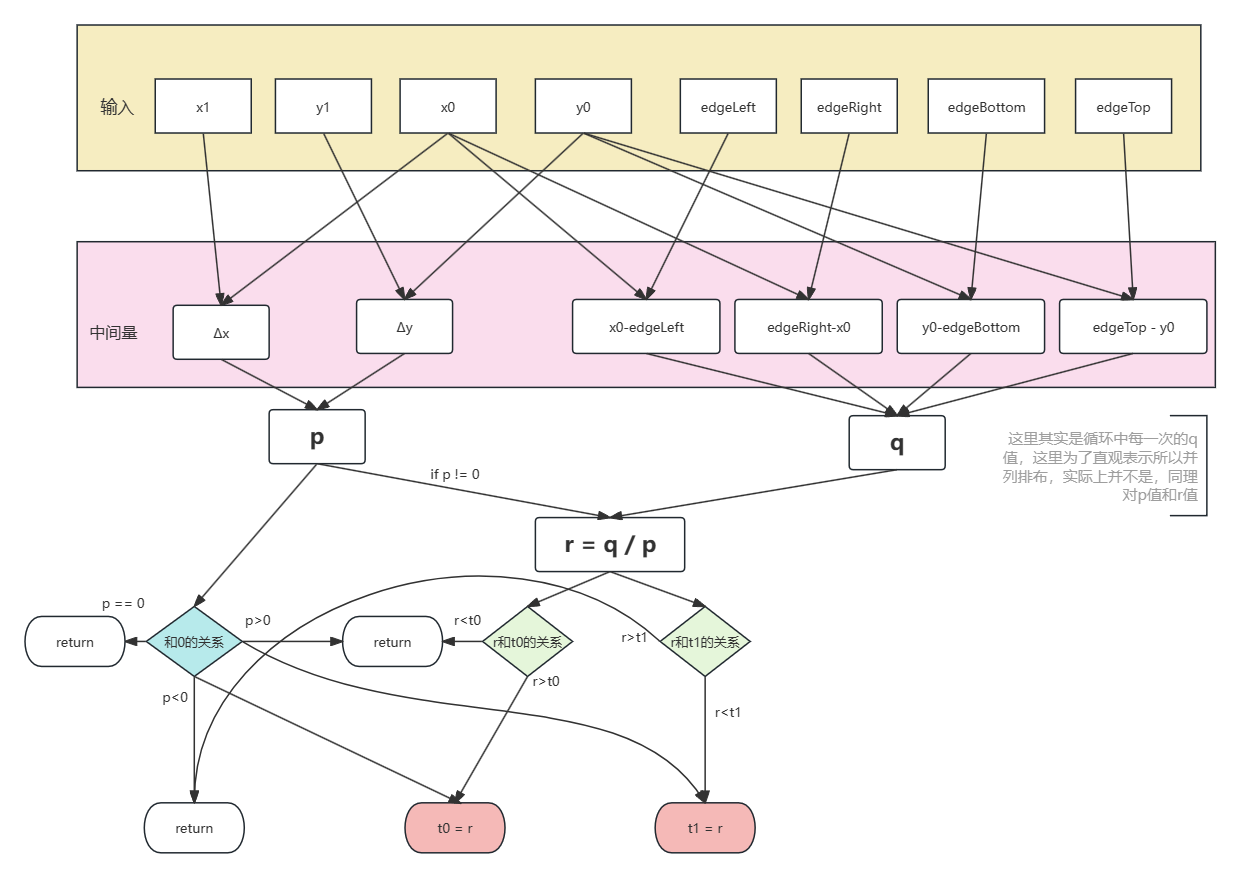 输入
x1
y1
x0
y0
edgeLeft
edgeRight
edgeBottom
edgeTop
中间量
Δx
Δy
x0-edgeLeft
edgeRight-x0
y0-edgeBottom
edgeTop - y0
p
q
这里其实是循环中每一次的q
值，这里为了直观表示所以并
列排布，实际上并不是，同理
对p值和r值
if p != 0
r = q / p
p == 0
p>0
r<t0
r>t1
return
和0的关系
return
r和t0的关系
r和t1的关系
p<0
r>t0
r<t1
return
t0 = r
t1 = r